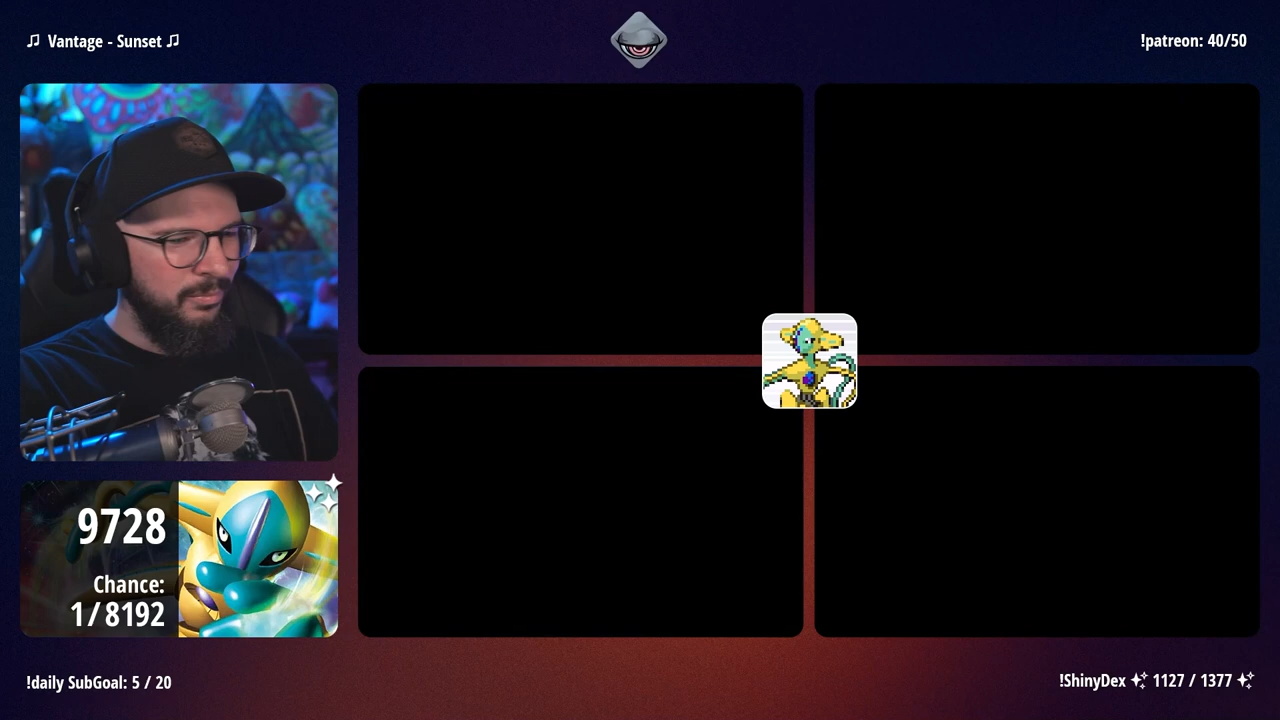 ♫ Vantage - Sunset ♫
!patreon: 40/50
9728
Chance:
1/8192
!daily SubGoal: 5 / 20
!ShinyDex ✨ 1127 / 1377 ✨